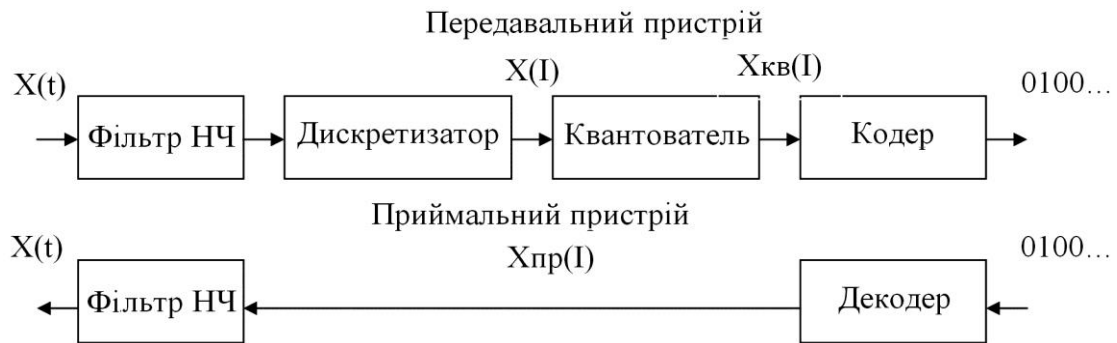 Передавальний пристрій
X(t)
X(I)
Xкв(I)
0100...
Фільтр НЧ
Дискретизатор
Квантователь
Кодер
Приймальний пристрій
X(t)
Xпр(I)
0100...
Фільтр НЧ
Декодер